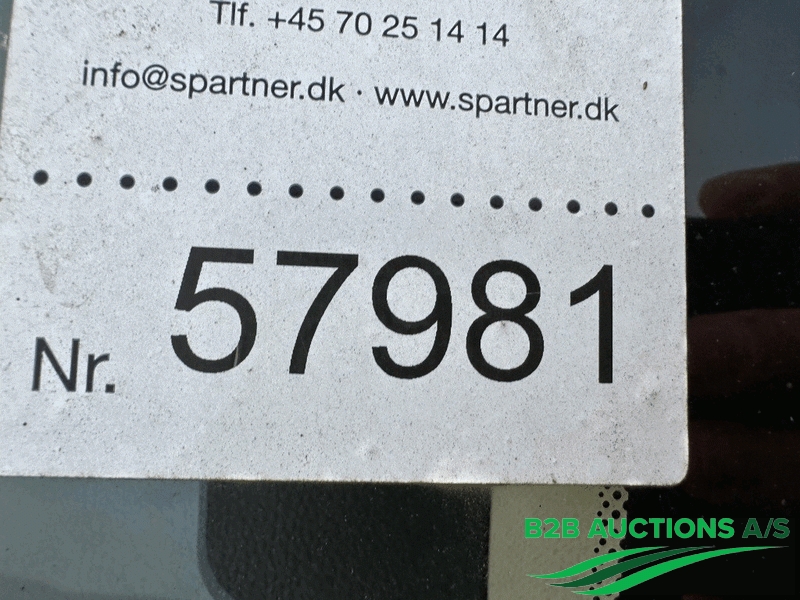 Tlf. +45 70 25 14 14
info@spartner.dk · www.spartner.dk
Nr. 57981
B2B AUCTIONS A/S